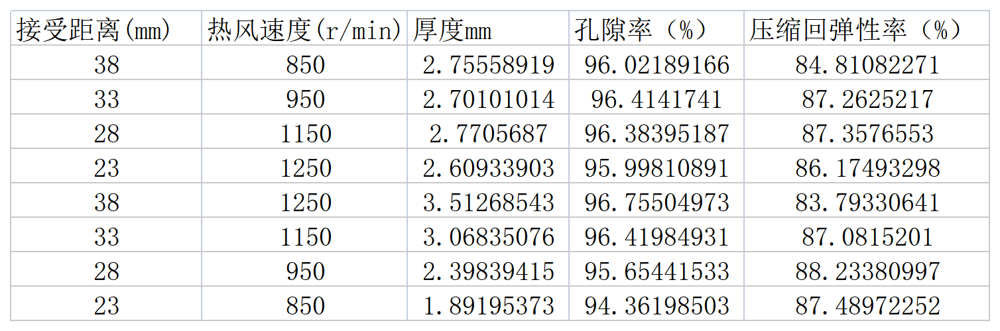 接受距离(mm) 热风速度(r/min) 厚度mm 孔隙率（%） 压缩回弹性率（%）
38 850 2.75558919 96.02189166 84.81082271
33 950 2.70101014 96.4141741 87.2625217
28 1150 2.7705687 96.38395187 87.3576553
23 1250 2.60933903 95.99810891 86.17493298
38 1250 3.51268543 96.75504973 83.79330641
33 1150 3.06835076 96.41984931 87.0815201
28 950 2.39839415 95.65441533 88.23380997
23 850 1.89195373 94.36198503 87.48972252